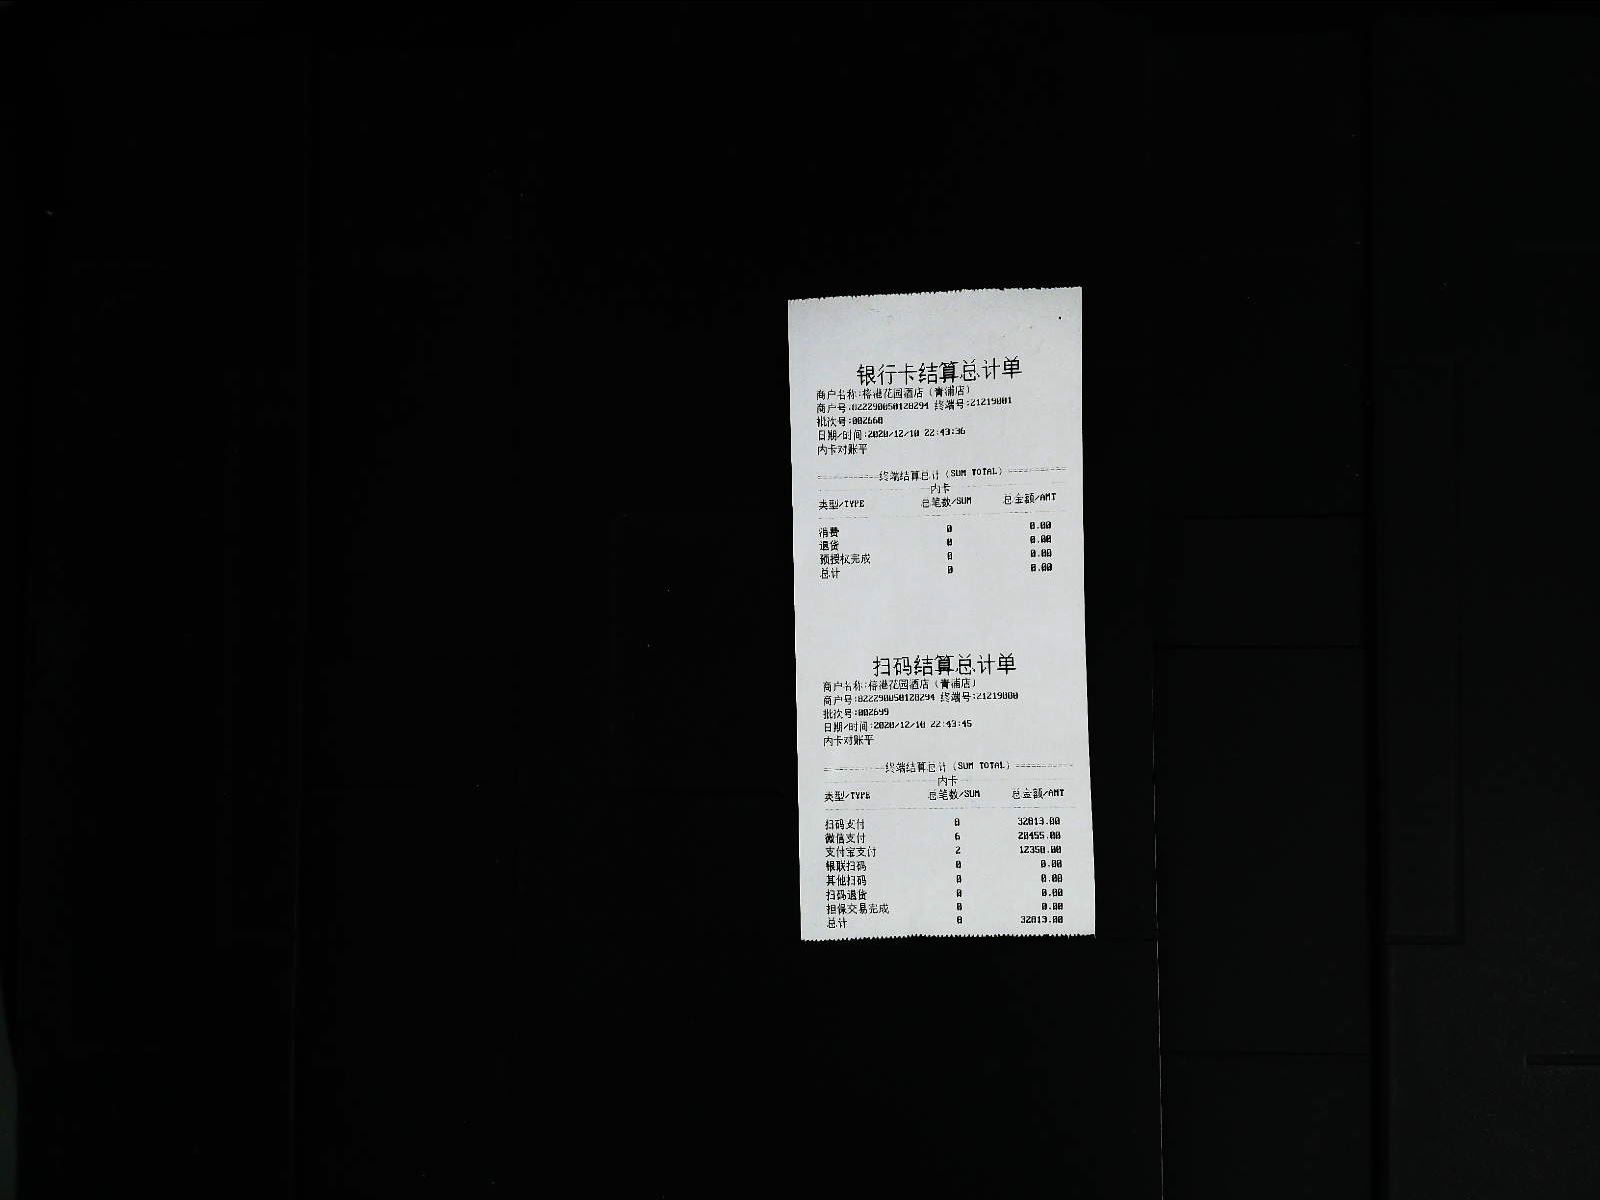 银行卡结算总计单
商户名称:榕港花园酒店(青浦店)
商户号:822290050128294 终端号:21219801
批次号:002660
日期/时间:2020/12/10 22:43:36
内卡对账平
============终端结算总计(SUM TOTAL)============
内卡
类型/TYPE 总笔数/SUM 总金额/AMT
消费 0 0.00
退货 0 0.00
预授权完成 0 0.00
总计 0 0.00
扫码结算总计单
商户名称:榕港花园酒店(青浦店)
商户号:822290050128294 终端号:21219800
批次号:002699
日期/时间:2020/12/10 22:43:45
内卡对账平
============终端结算总计(SUM TOTAL)============
内卡
类型/TYPE 总笔数/SUM 总金额/AMT
扫码支付 8 32813.00
微信支付 6 20455.00
支付宝支付 2 12358.00
银联扫码 0 0.00
其他扫码 0 0.00
扫码退货 0 0.00
担保交易完成 0 0.00
总计 8 32813.00